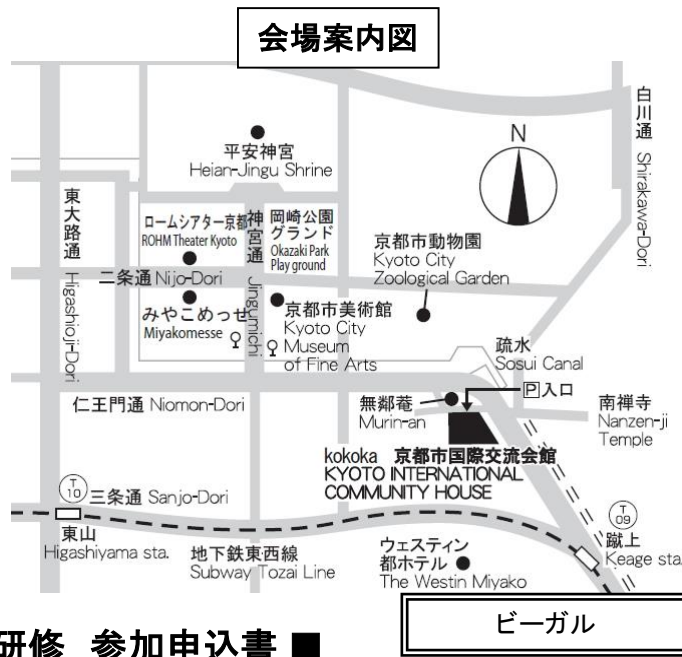 会場案内図
白川通 Shirakawa-Dori
N
平安神宮
Heian-Jingu Shrine
東大路通 Higashioji-Dori
ロームシアター京都
ROHM Theater Kyoto
神宮通 Jingumichi
岡崎公園
グランド
Okazaki Park
Play ground
京都市動物園
Kyoto City
Zoological Garden
二条通 Nijo-Dori
みやこめっせ
Miyakomesse
京都市美術館
Kyoto City
Museum
of Fine Arts
疏水
Sosui Canal
P入口
仁王門通 Niomon-Dori
無鄰菴
Murin-an
南禅寺
Nanzen-ji
Temple
kokoka 京都市国際交流会館
KYOTO INTERNATIONAL
COMMUNITY HOUSE
T
10
三条通 Sanjo-Dori
T
09
東山
Higashiyama sta.
地下鉄東西線
Subway Tozai Line
ウェスティン
都ホテル
The Westin Miyako
蹴上
Keage sta.
ビーガル
研修 参加申込書 ■